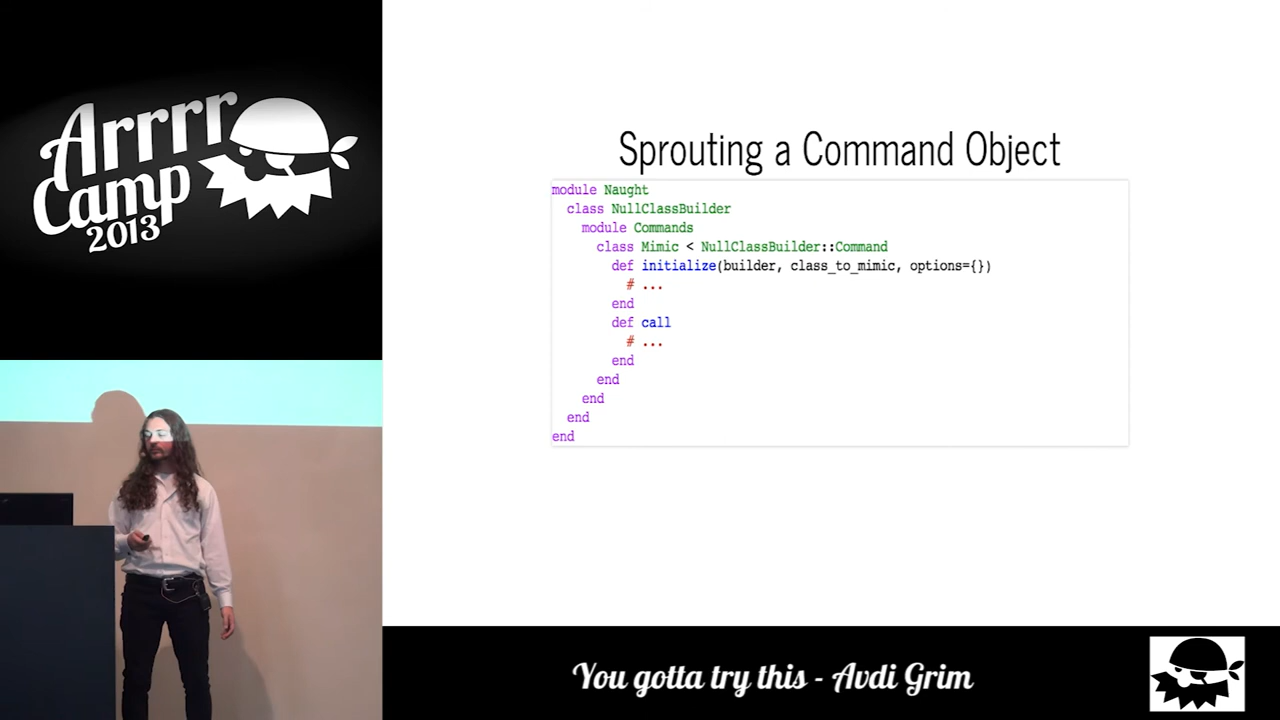 Arrrr
Camp
2013
Sprouting a Command Object
module Naught
class NullClassBuilder
module Commands
class Mimic < NullClassBuilder::Command
def initialize(builder, class_to_mimic, options={})
# ...
end
def call
# ...
end
end
end
end
end
You gotta try this - Avdi Grim